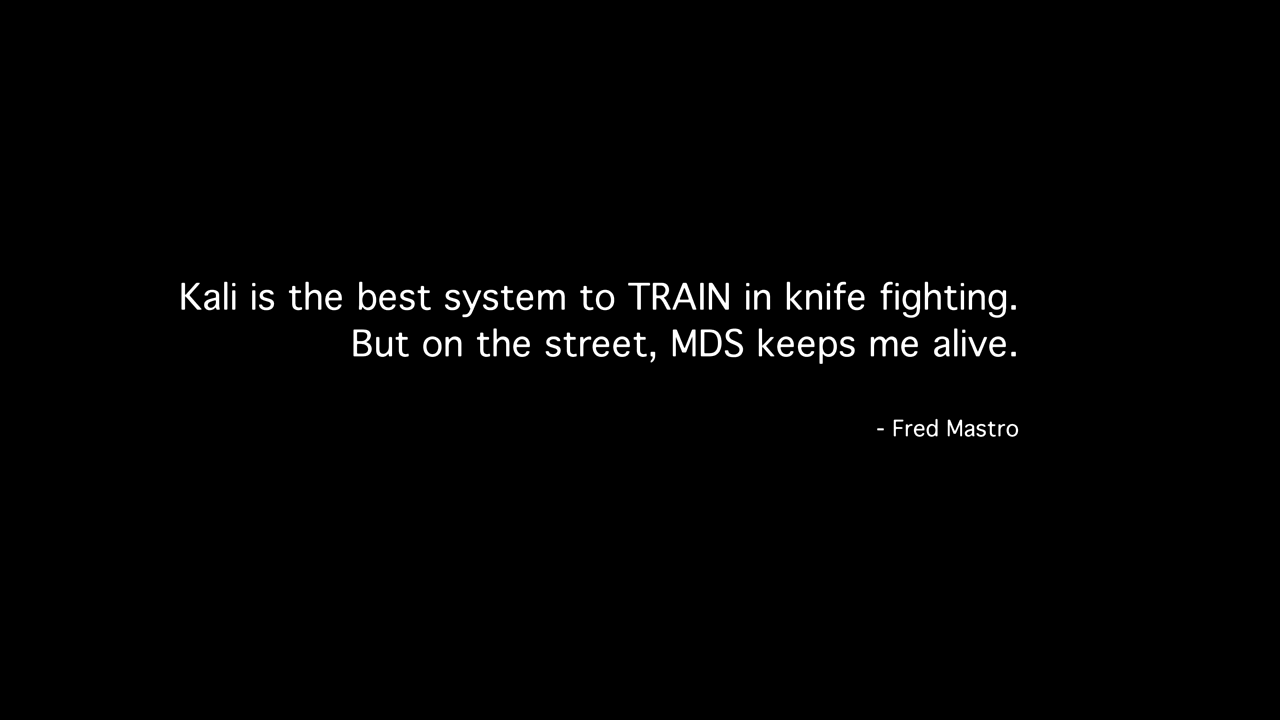 Kali is the best system to TRAIN in knife fighting.
But on the street, MDS keeps me alive.
- Fred Mastro